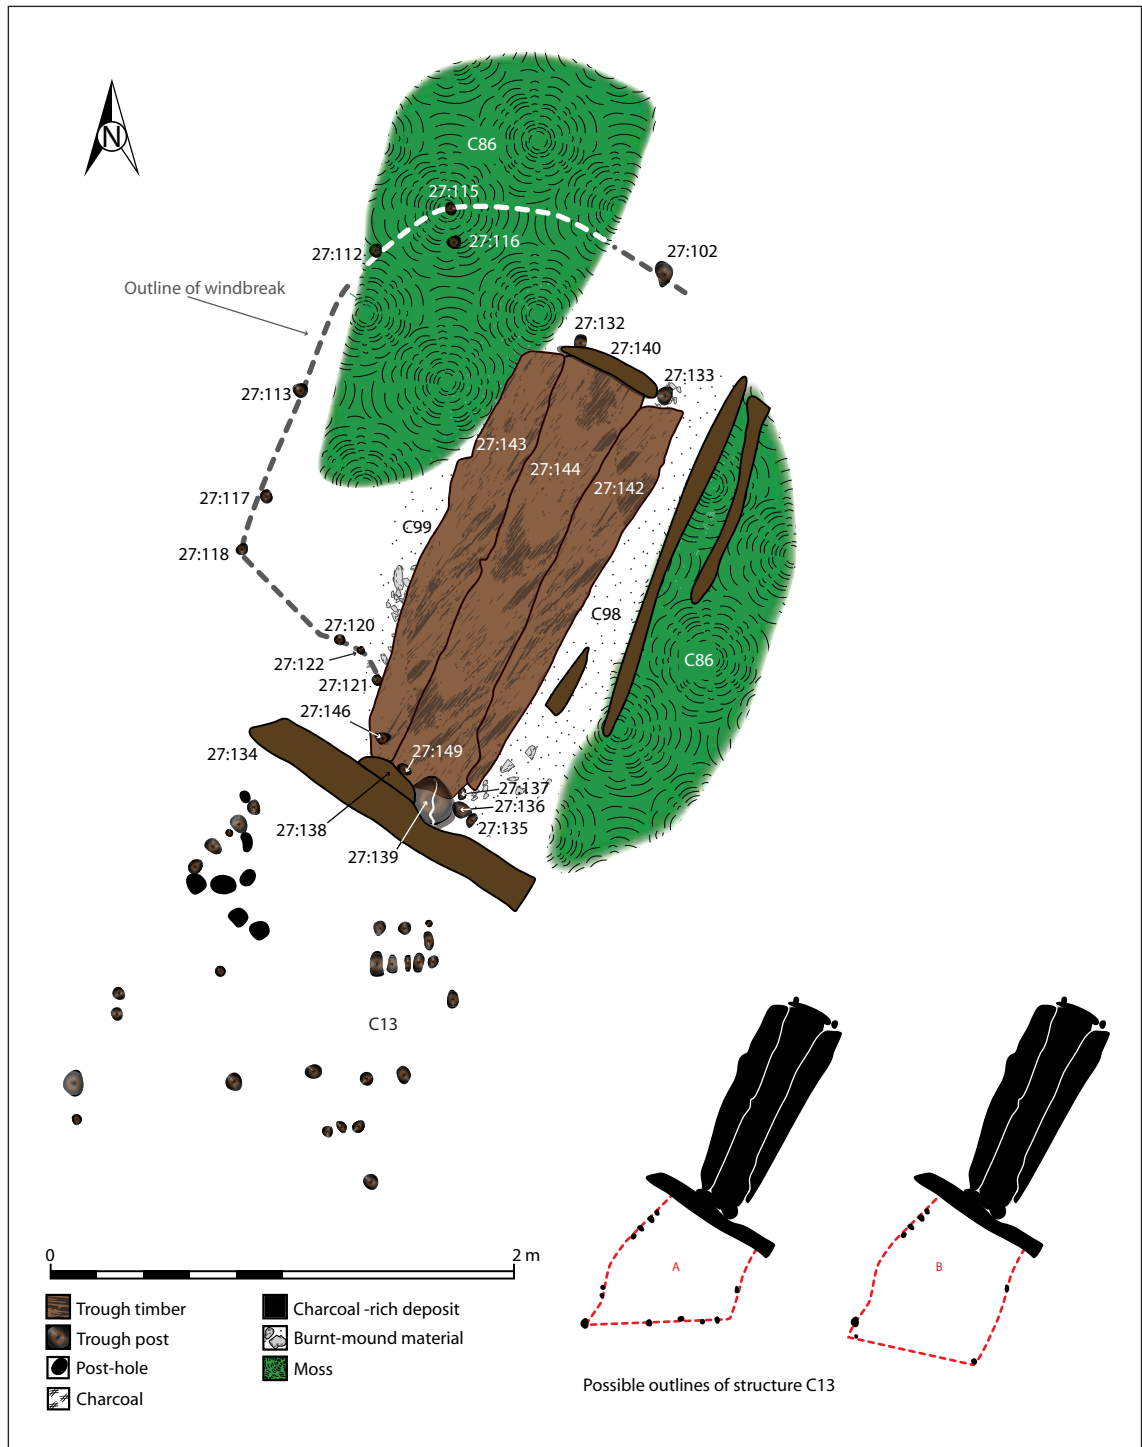 N
C86
27:115
27:116
27:112
27:102
Outline of windbreak
27:132
27:140
27:133
27:113
27:143
27:144
27:142
27:117
C99
27:118
C98
27:120
27:122
27:121
C86
27:146
27:134
27:149
27:137
27:136
27:135
27:138
27:139
C13
0 2 m
Trough timber
Trough post
Post-hole
Charcoal
Charcoal -rich deposit
Burnt-mound material
Moss
A
B
Possible outlines of structure C13